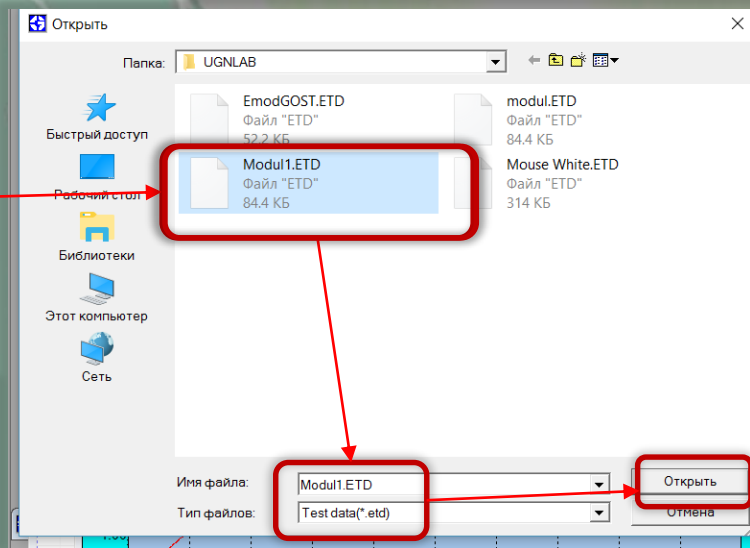 Открыть
Папка: UGNLAB
Быстрый доступ
Рабочий стол
Библиотеки
Этот компьютер
Сеть
EmodGOST.ETD
Файл "ETD"
52.2 КБ
modul.ETD
Файл "ETD"
84.4 КБ
Modul1.ETD
Файл "ETD"
84.4 КБ
Mouse White.ETD
Файл "ETD"
314 КБ
Имя файла: Modul1.ETD
Открыть
Тип файлов: Test data(*.etd)
Отмена
1.00